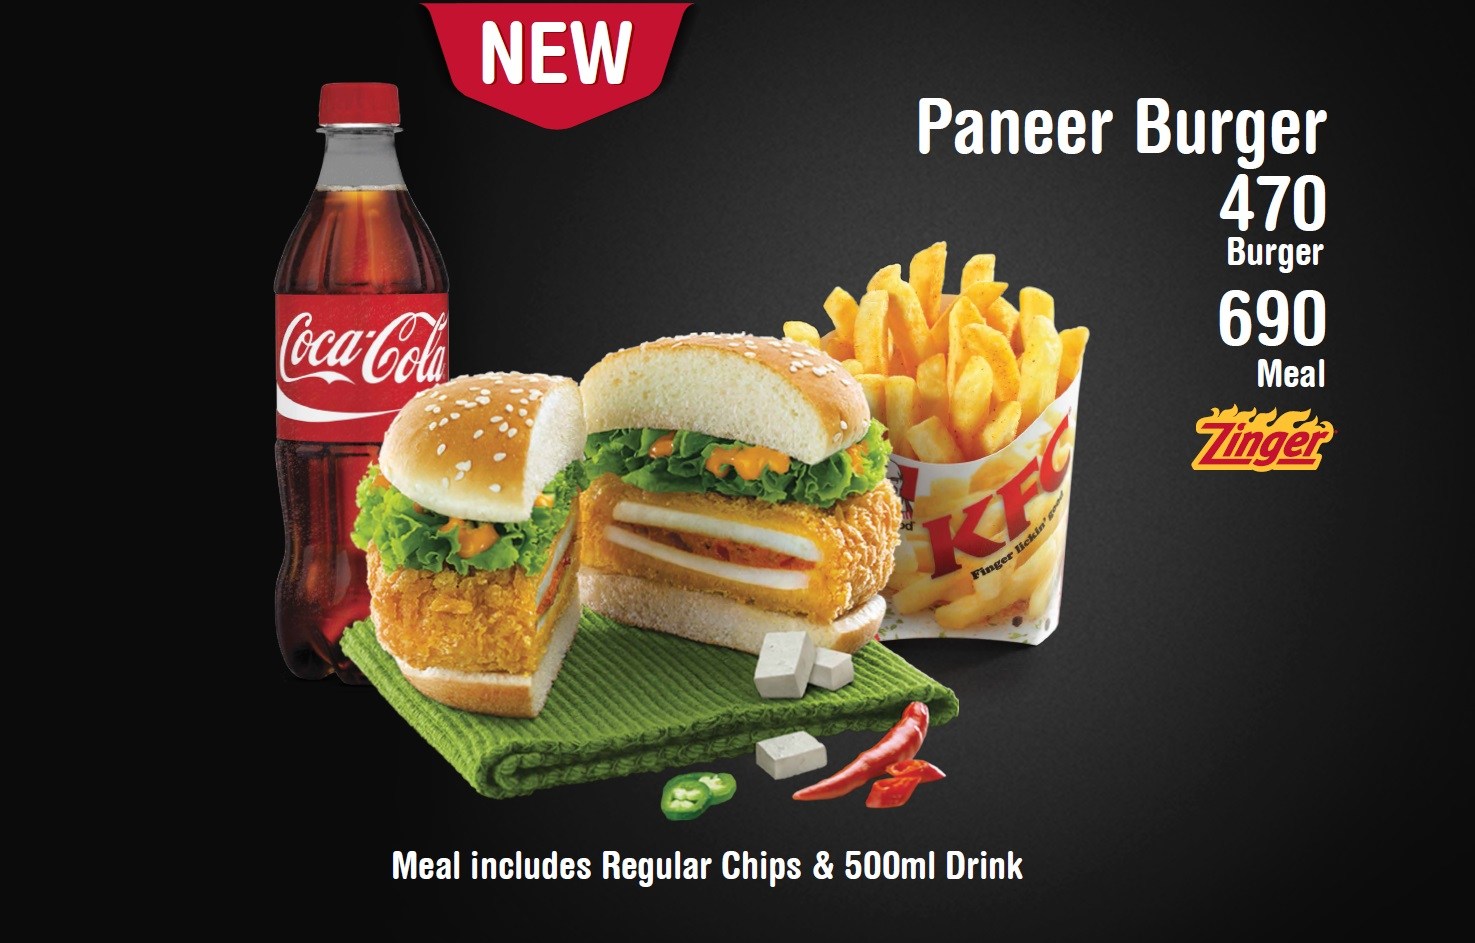 NEW
Paneer Burger
470
Burger
690
Meal
Zinger
Coca-Cola
KFC
Finger lickin' good
Meal includes Regular Chips & 500ml Drink